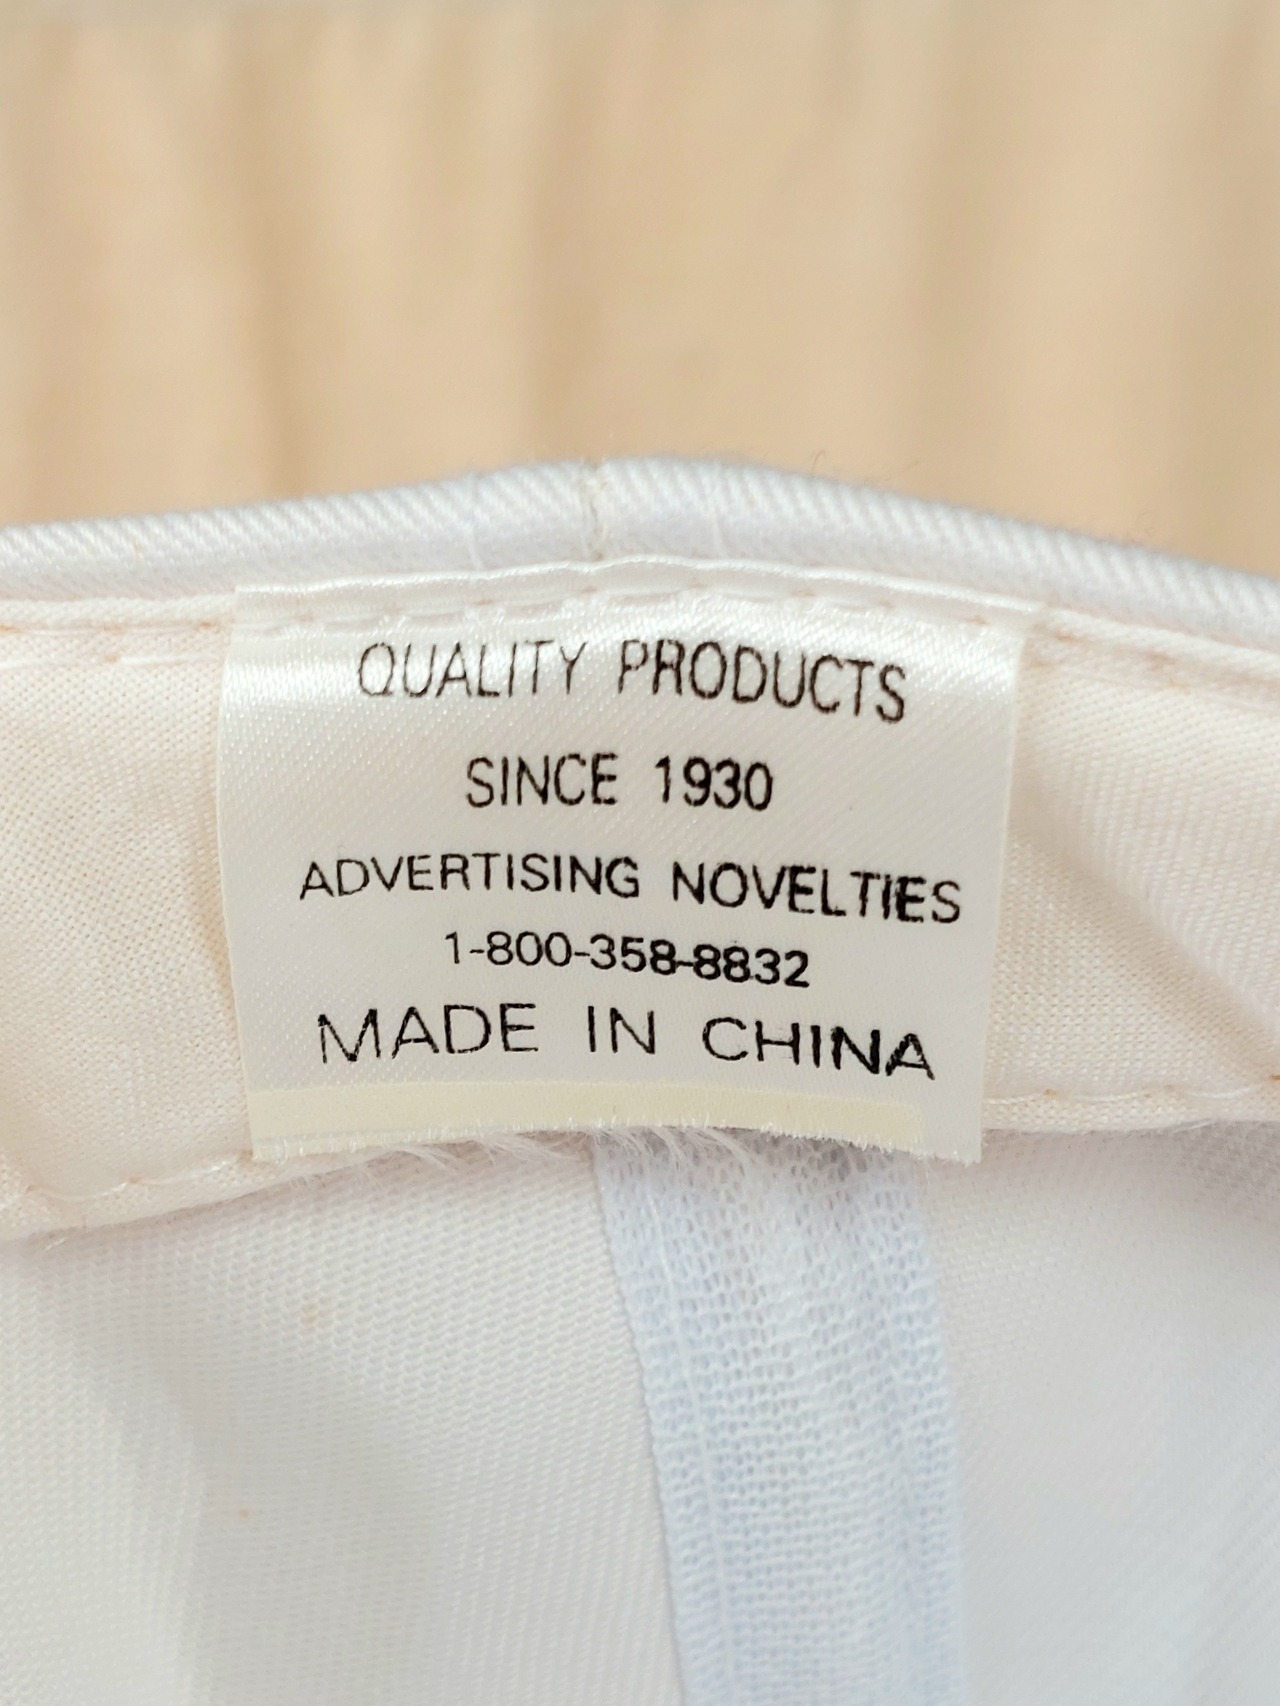 QUALITY PRODUCTS
SINCE 1930
ADVERTISING NOVELTIES
1-800-358-8832
MADE IN CHINA